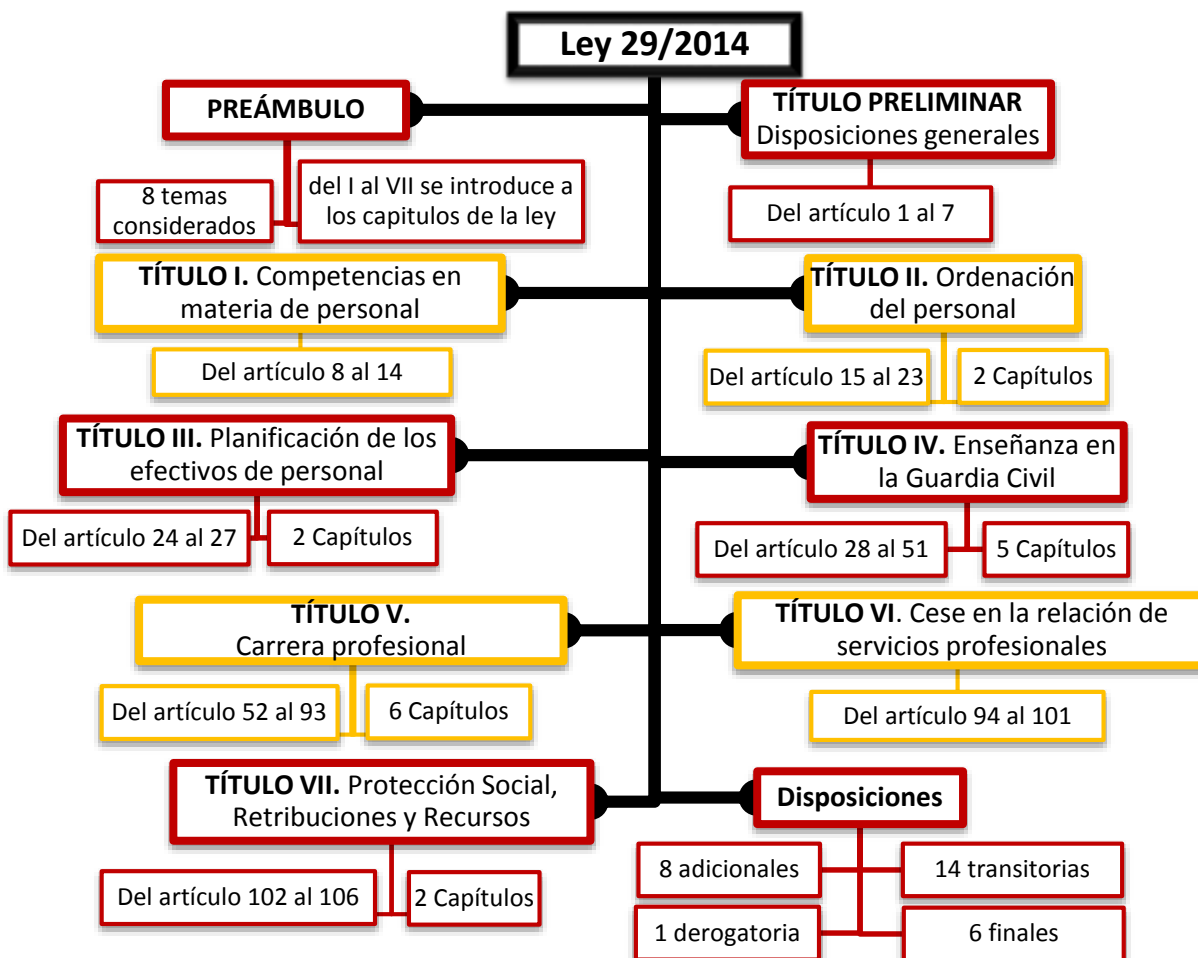 Ley 29/2014
PREÁMBULO
8 temas
considerados
del I al VII se introduce a
los capitulos de la ley
TÍTULO PRELIMINAR
Disposiciones generales
Del artículo 1 al 7
TÍTULO I. Competencias en
materia de personal
Del artículo 8 al 14
TÍTULO II. Ordenación
del personal
Del artículo 15 al 23
2 Capítulos
TÍTULO III. Planificación de los
efectivos de personal
Del artículo 24 al 27
2 Capítulos
TÍTULO IV. Enseñanza en
la Guardia Civil
Del artículo 28 al 51
5 Capítulos
TÍTULO V.
Carrera profesional
Del artículo 52 al 93
6 Capítulos
TÍTULO VI. Cese en la relación de
servicios profesionales
Del artículo 94 al 101
TÍTULO VII. Protección Social,
Retribuciones y Recursos
Del artículo 102 al 106
2 Capítulos
Disposiciones
8 adicionales
14 transitorias
1 derogatoria
6 finales